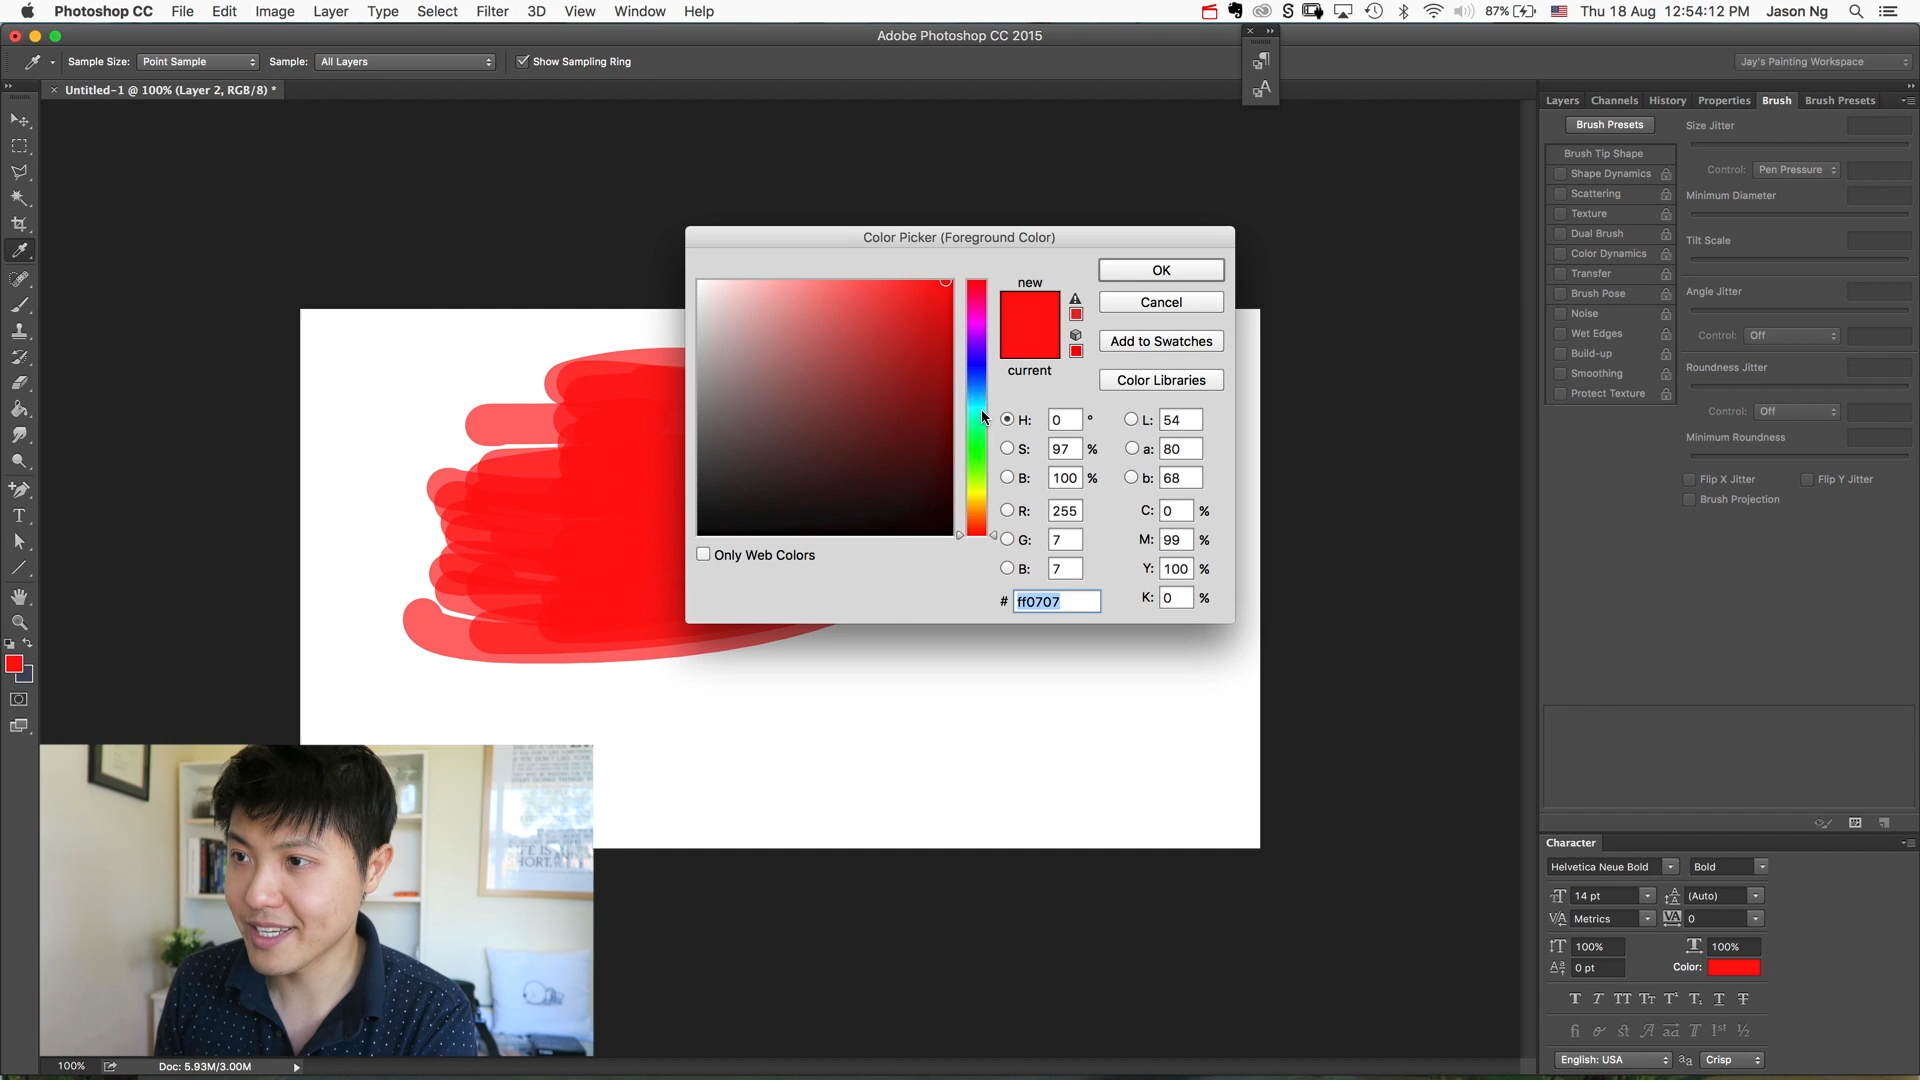 Photoshop CC File Edit Image Layer Type Select Filter 3D View Window Help 87% Thu 18 Aug 12:54:12 PM Jason Ng
Adobe Photoshop CC 2015
Sample Size: Point Sample Sample: All Layers Show Sampling Ring Jay's Painting Workspace
Untitled-1 @ 100% (Layer 2, RGB/8) *
Layers Channels History Properties Brush Brush Presets
Brush Presets
Brush Tip Shape
Shape Dynamics
Scattering
Texture
Dual Brush
Color Dynamics
Transfer
Brush Pose
Noise
Wet Edges
Build-up
Smoothing
Protect Texture
Size Jitter
Control: Pen Pressure
Minimum Diameter
Tilt Scale
Angle Jitter
Control: Off
Roundness Jitter
Control: Off
Minimum Roundness
Flip X Jitter Flip Y Jitter
Brush Projection
Color Picker (Foreground Color)
new
current
OK
Cancel
Add to Swatches
Color Libraries
H: 0 ° L: 54
S: 97 % a: 80
B: 100 % b: 68
R: 255 C: 0 %
G: 7 M: 99 %
B: 7 Y: 100 %
# ff0707 K: 0 %
Only Web Colors
Character
Helvetica Neue Bold Bold
14 pt (Auto)
Metrics 0
100% 100%
0 pt Color:
English: USA aa Crisp
100% Doc: 5.93M/3.00M